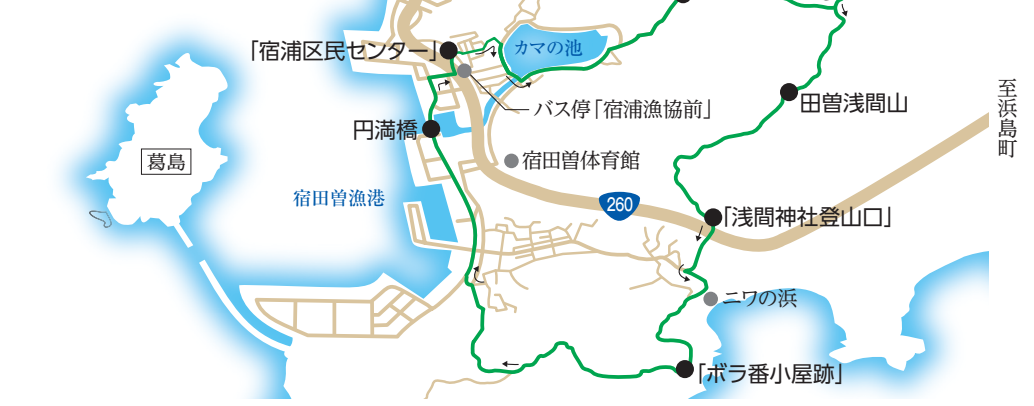 「宿浦区民センター」
カマの池
バス停「宿浦漁協前」
田曽浅間山
至浜島町
円満橋
葛島
宿田曽体育館
宿田曽漁港
260
「浅間神社登山口」
ニワの浜
「ボラ番小屋跡」